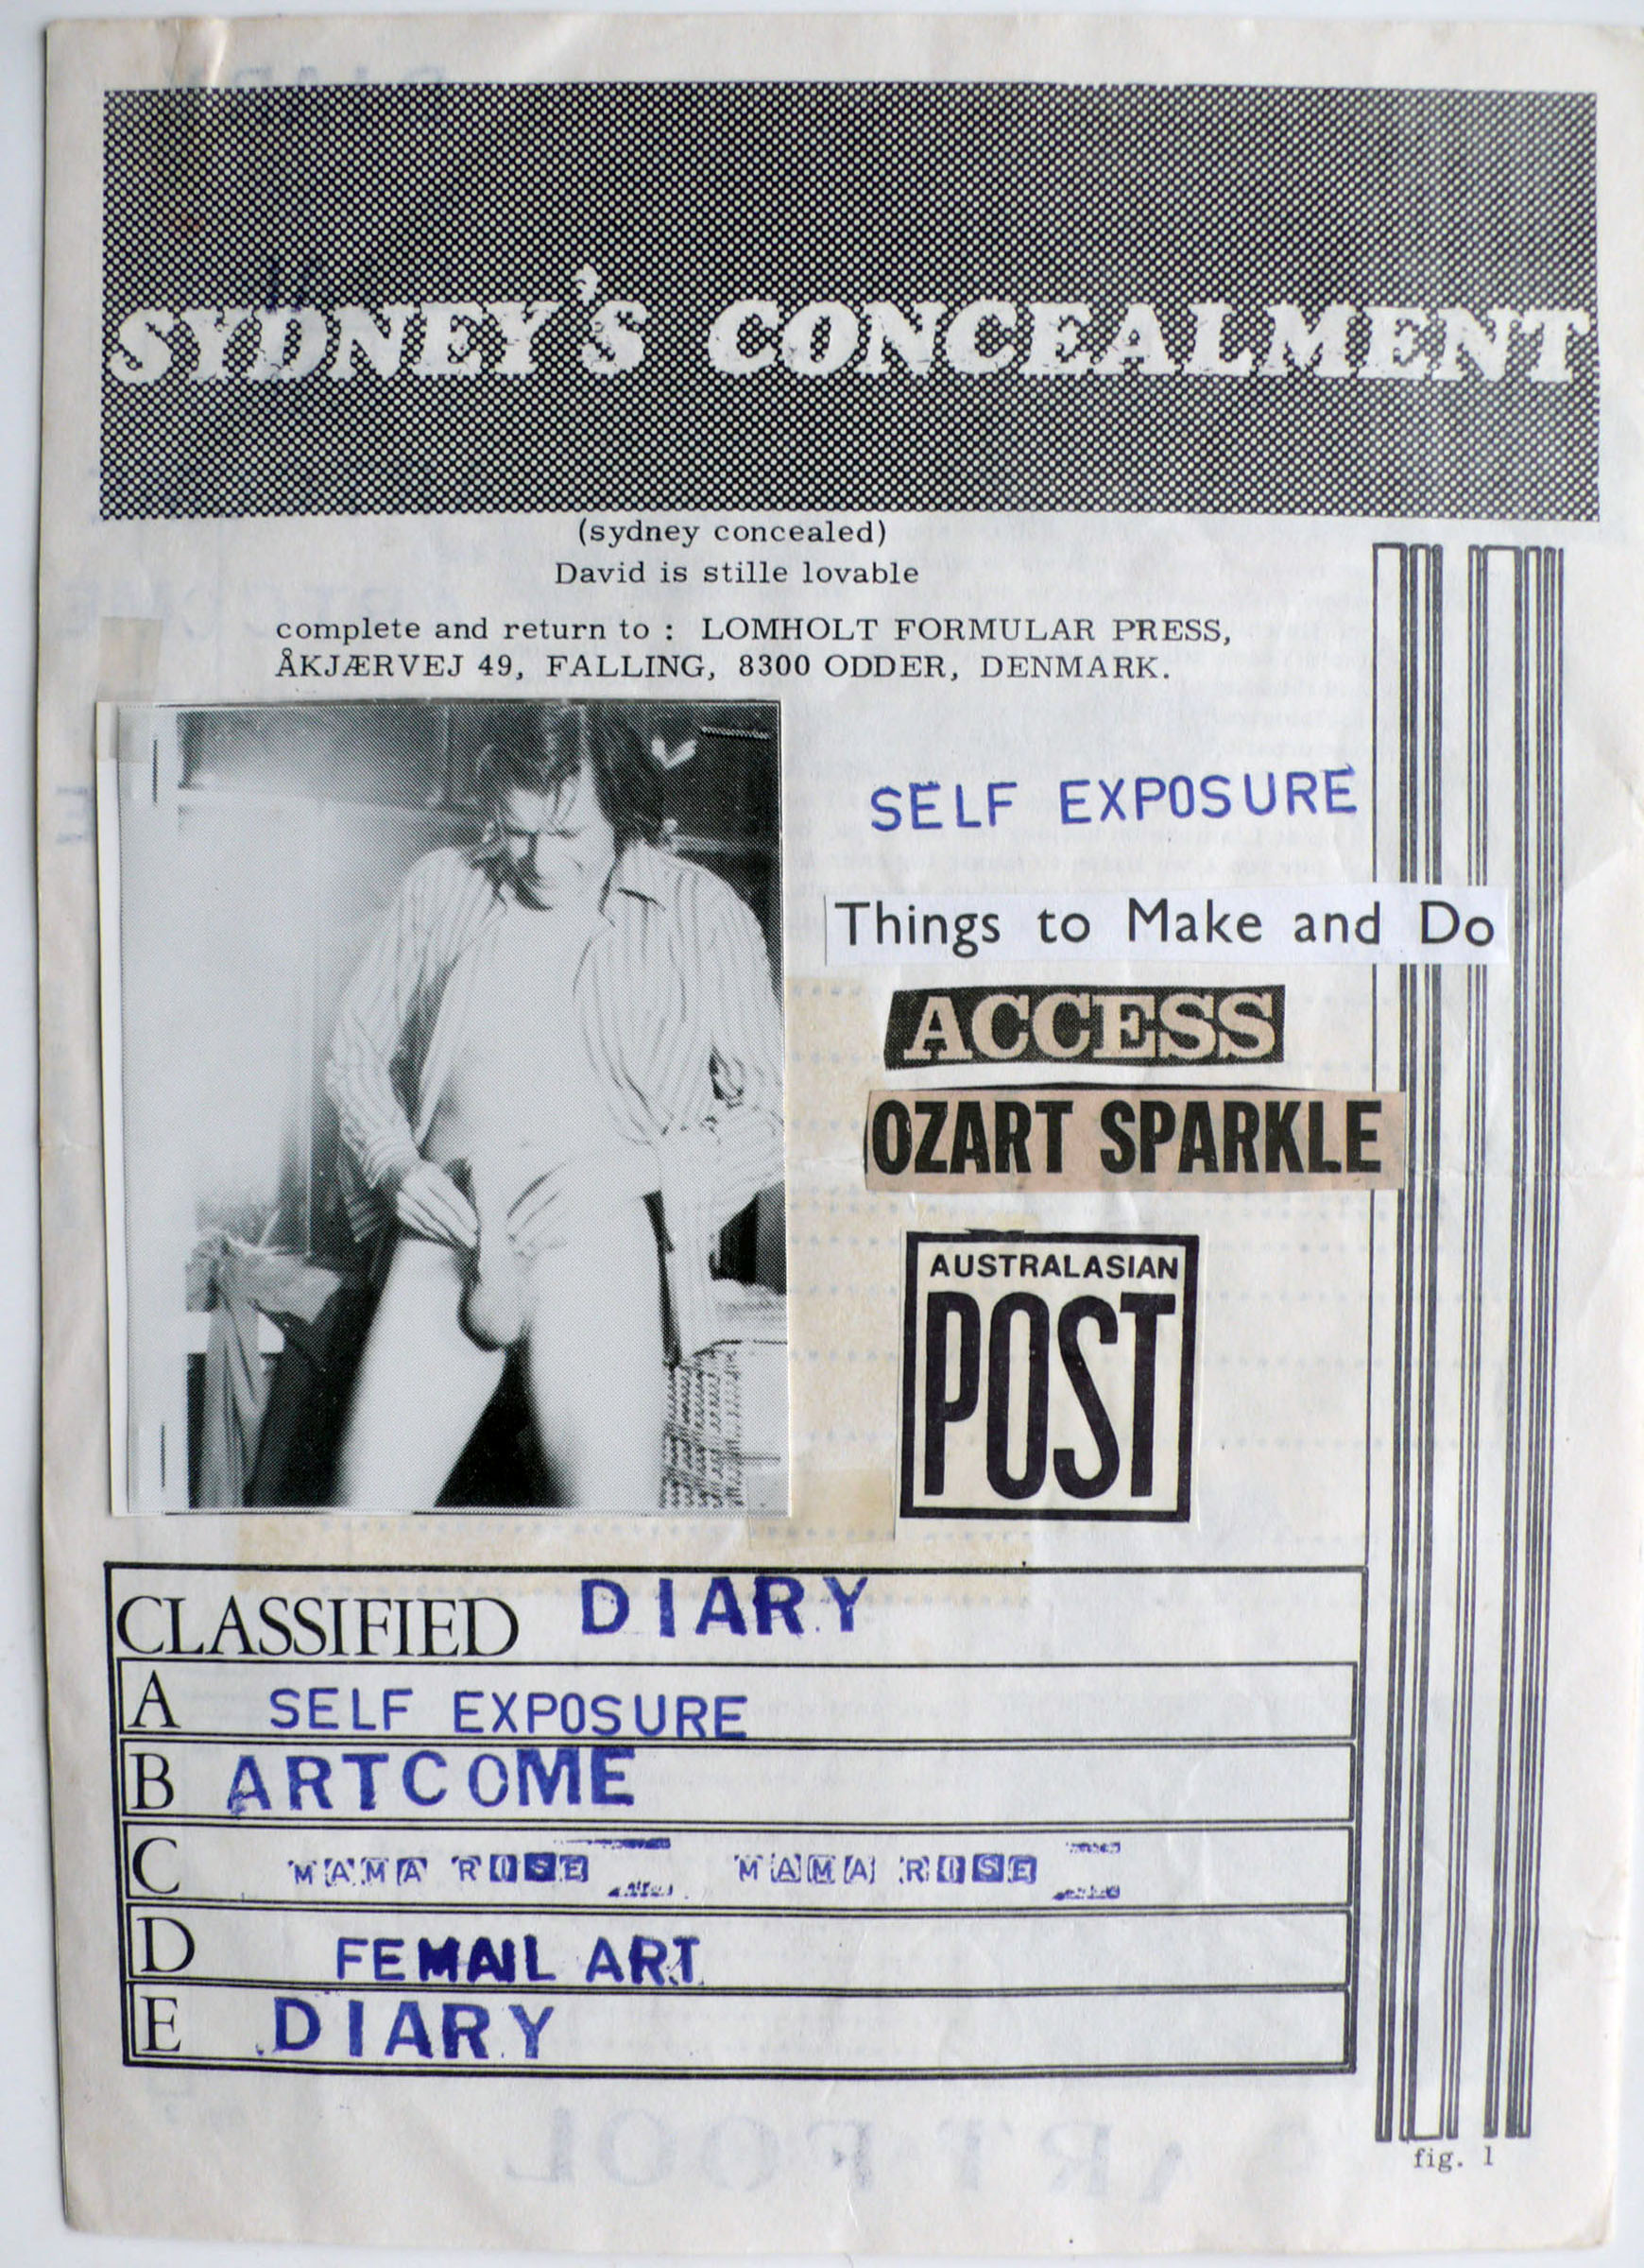 SYDNEY'S CONCEALMENT
(sydney concealed)
David is stille lovable
complete and return to : LOMHOLT FORMULAR PRESS,
ÅKJÆRVEJ 49, FALLING, 8300 ODDER, DENMARK.
SELF EXPOSURE
Things to Make and Do
ACCESS
OZART SPARKLE
AUSTRALASIAN
POST
CLASSIFIED DIARY
A SELF EXPOSURE
B ARTCOME
C MAMA ROSE MAMA ROSE
D FEMAIL ART
E DIARY
fig. 1